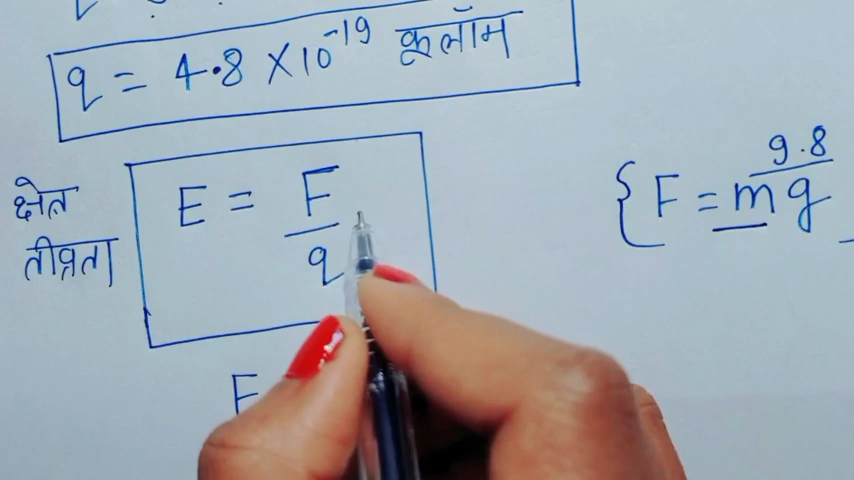 q = 4.8 × 10⁻¹⁹ कूलॉम
9.8
क्षेत्र E = F/q { F = mg
तीव्रता
E